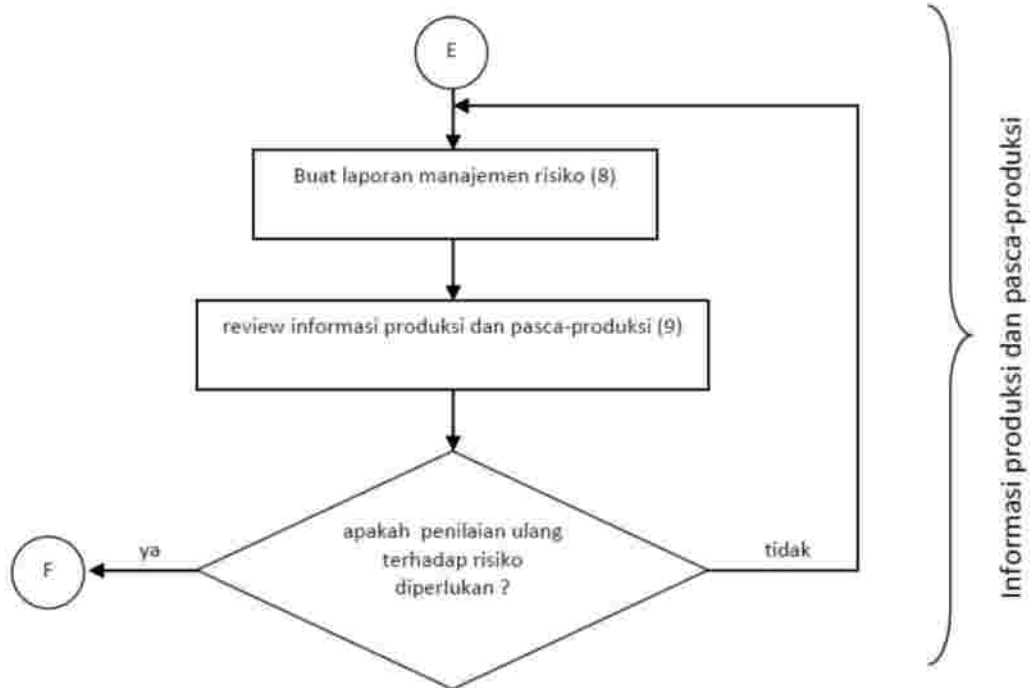 E
Buat laporan manajemen risiko (8)
review informasi produksi dan pasca-produksi (9)
apakah penilaian ulang
terhadap risiko
diperlukan ?
ya
tidak
F
Informasi produksi dan pasca-produksi